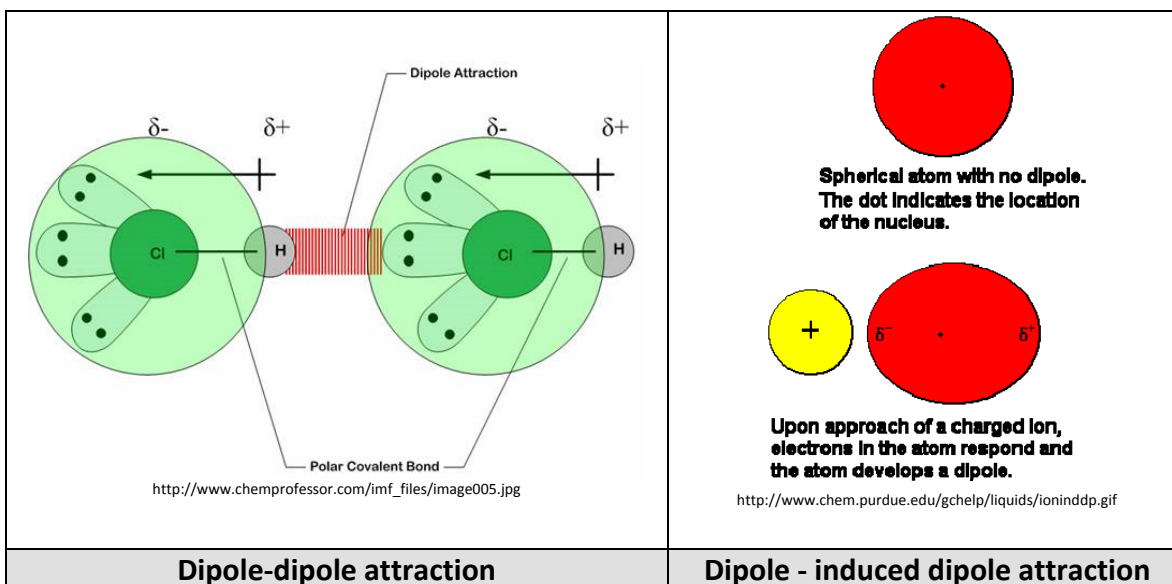 Dipole Attraction
δ- δ+ δ- δ+
Cl H Cl H
Polar Covalent Bond
http://www.chemprofessor.com/imf_files/image005.jpg
Dipole-dipole attraction
Spherical atom with no dipole.
The dot indicates the location
of the nucleus.
+ δ⁻ δ⁺
Upon approach of a charged ion,
electrons in the atom respond and
the atom develops a dipole.
http://www.chem.purdue.edu/gchelp/liquids/ioninddp.gif
Dipole - induced dipole attraction